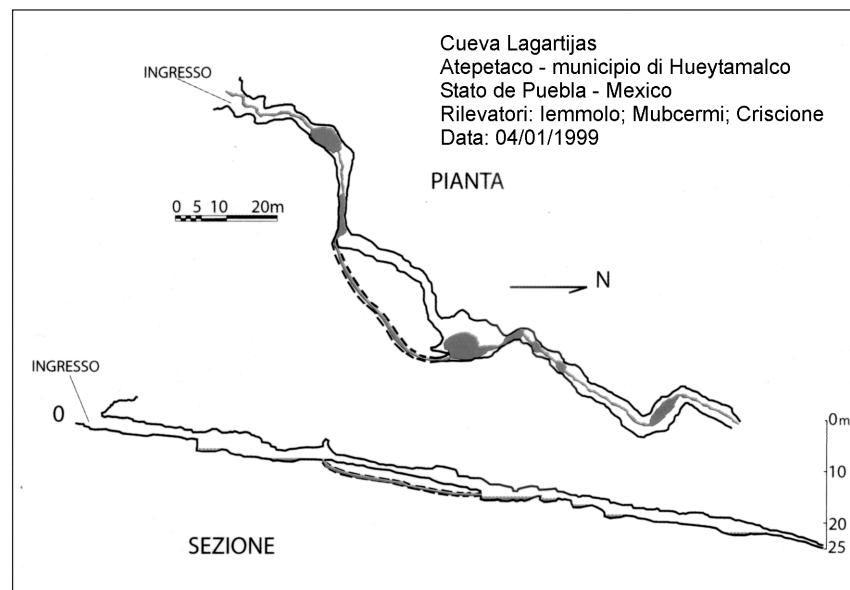 Cueva Lagartijas
Atepetaco - municipio di Hueytamalco
Stato de Puebla - Mexico
Rilevatori: Iemmolo; Mubcermi; Criscione
Data: 04/01/1999
INGRESSO
PIANTA
0 5 10 20m
N
INGRESSO
0
0m
10
20
25
SEZIONE